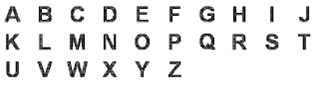 A B C D E F G H I J
K L M N O P Q R S T
U V W X Y Z